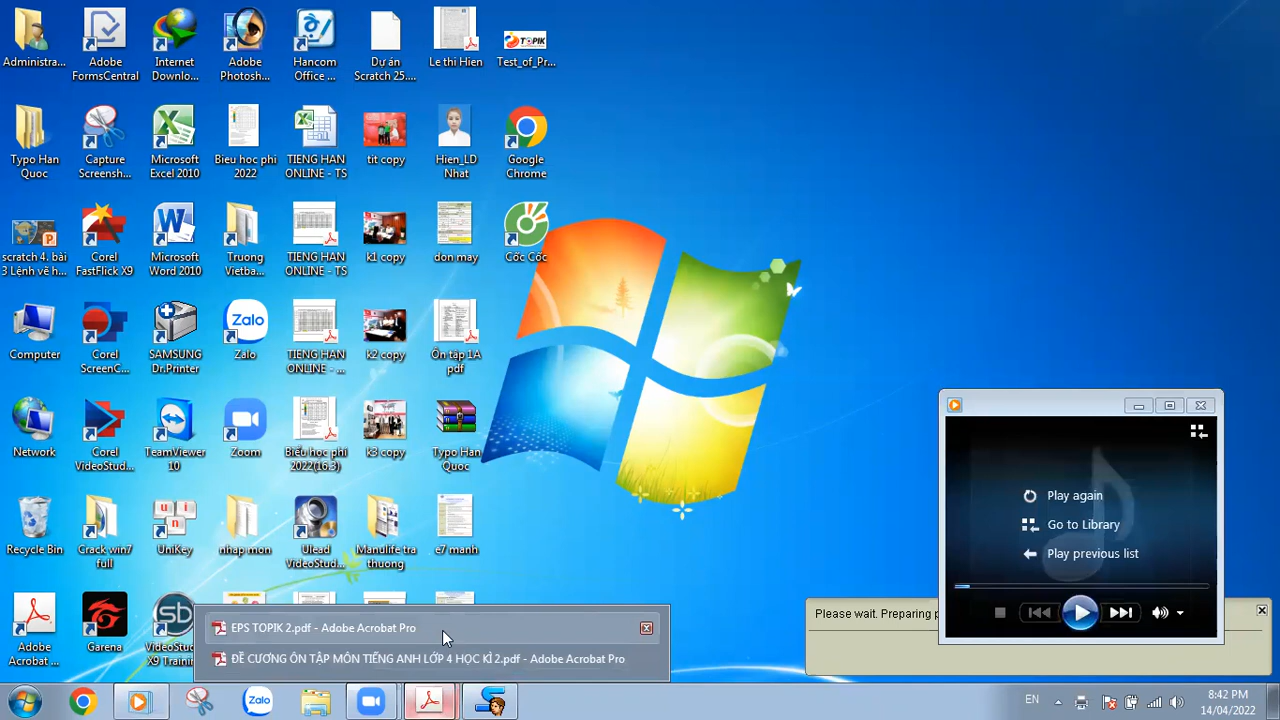 Administra...
Adobe
FormsCentral
Internet
Downlo...
Adobe
Photosh...
Hancom
Office ...
Dự án
Scratch 25....
Le thi Hien
TOPIK
Test_of_Pr...
Typo Han
Quoc
Capture
Screensh...
Microsoft
Excel 2010
Bieu hoc phi
2022
TIENG HAN
ONLINE - TS
tit copy
Hien_LD
Nhat
Google
Chrome
scratch 4. bài
3 Lệnh vẽ h...
Corel
FastFlick X9
Microsoft
Word 2010
Truong
Vietba...
TIENG HAN
ONLINE - TS
k1 copy
don may
Cốc Cốc
Computer
Corel
ScreenC...
SAMSUNG
Dr.Printer
Zalo
Zalo
TIENG HAN
ONLINE - ...
k2 copy
Ôn tập 1A
pdf
Network
Corel
VideoStud...
TeamViewer
10
Zoom
Biểu học phí
2022(16.3)
k3 copy
Typo Han
Quoc
Recycle Bin
Crack win7
full
UniKey
nhap mon
Ulead
VideoStud...
Manulife tra
thuong
e7 manh
Adobe
Acrobat ...
Garena
VideoStud
X9 Traini
Play again
Go to Library
Play previous list
Please wait. Preparing p
EPS TOPIK 2.pdf - Adobe Acrobat Pro
ĐỀ CƯƠNG ÔN TẬP MÔN TIẾNG ANH LỚP 4 HỌC KÌ 2.pdf - Adobe Acrobat Pro
Zalo
EN
8:42 PM
14/04/2022